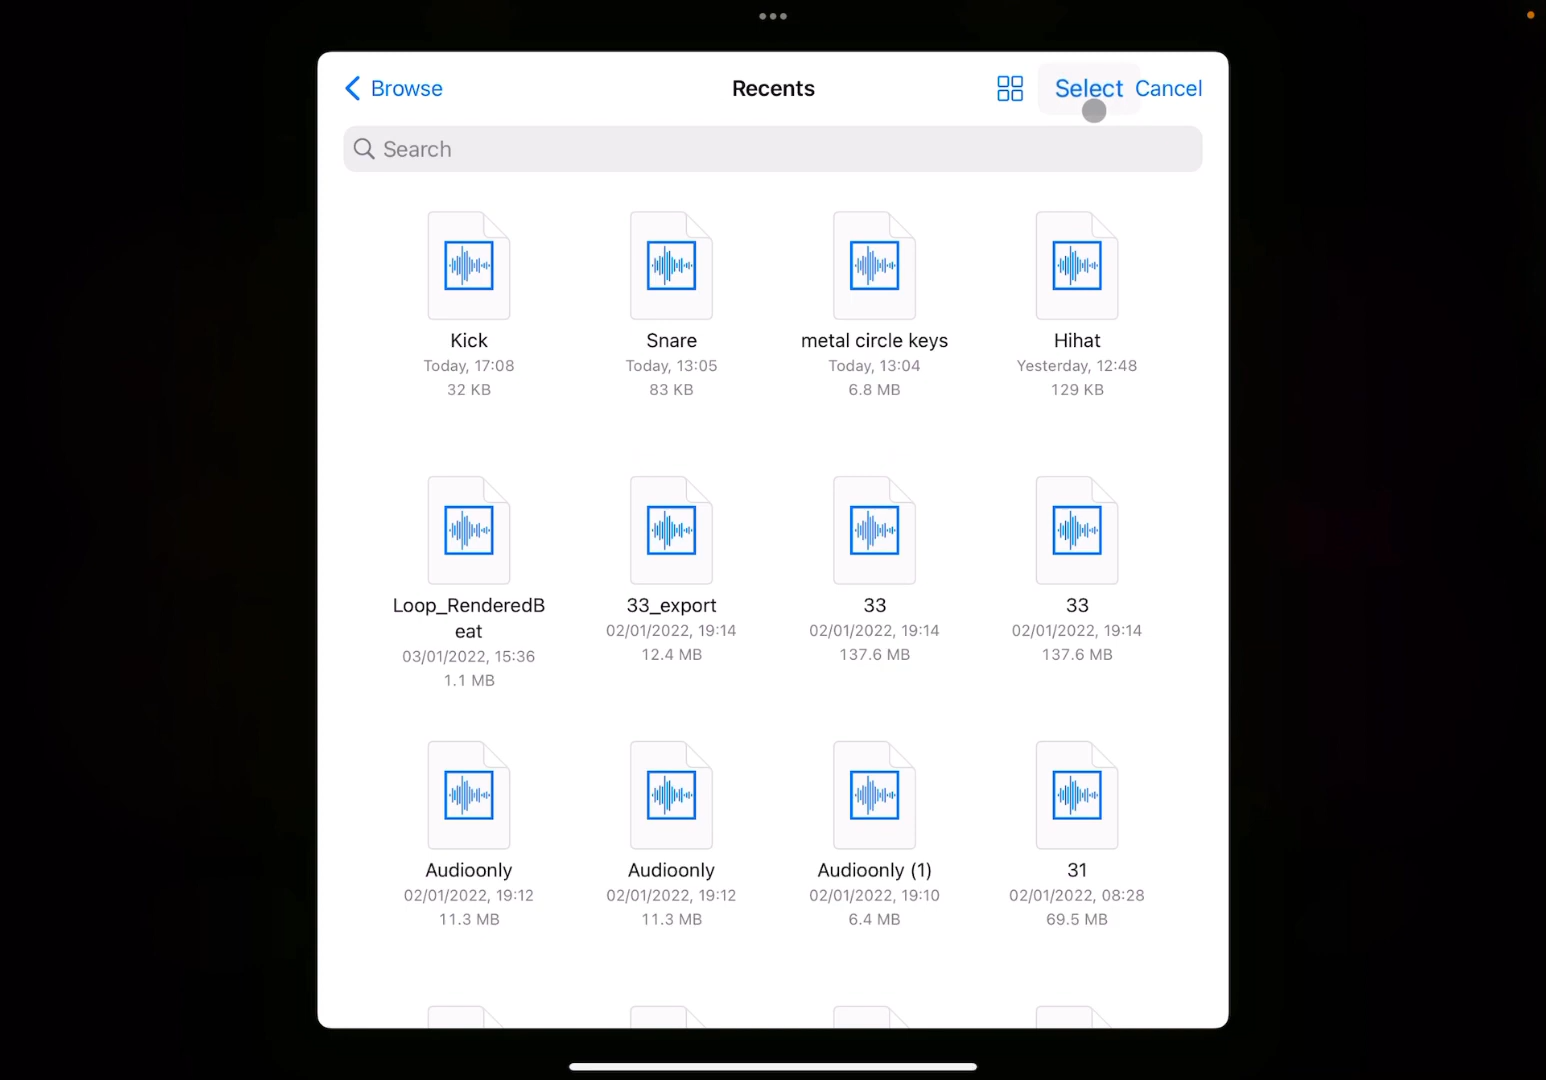 Browse
Recents
Select
Cancel
Search
Kick
Today, 17:08
32 KB
Snare
Today, 13:05
83 KB
metal circle keys
Today, 13:04
6.8 MB
Hihat
Yesterday, 12:48
129 KB
Loop_RenderedB
eat
03/01/2022, 15:36
1.1 MB
33_export
02/01/2022, 19:14
12.4 MB
33
02/01/2022, 19:14
137.6 MB
33
02/01/2022, 19:14
137.6 MB
Audioonly
02/01/2022, 19:12
11.3 MB
Audioonly
02/01/2022, 19:12
11.3 MB
Audioonly (1)
02/01/2022, 19:10
6.4 MB
31
02/01/2022, 08:28
69.5 MB